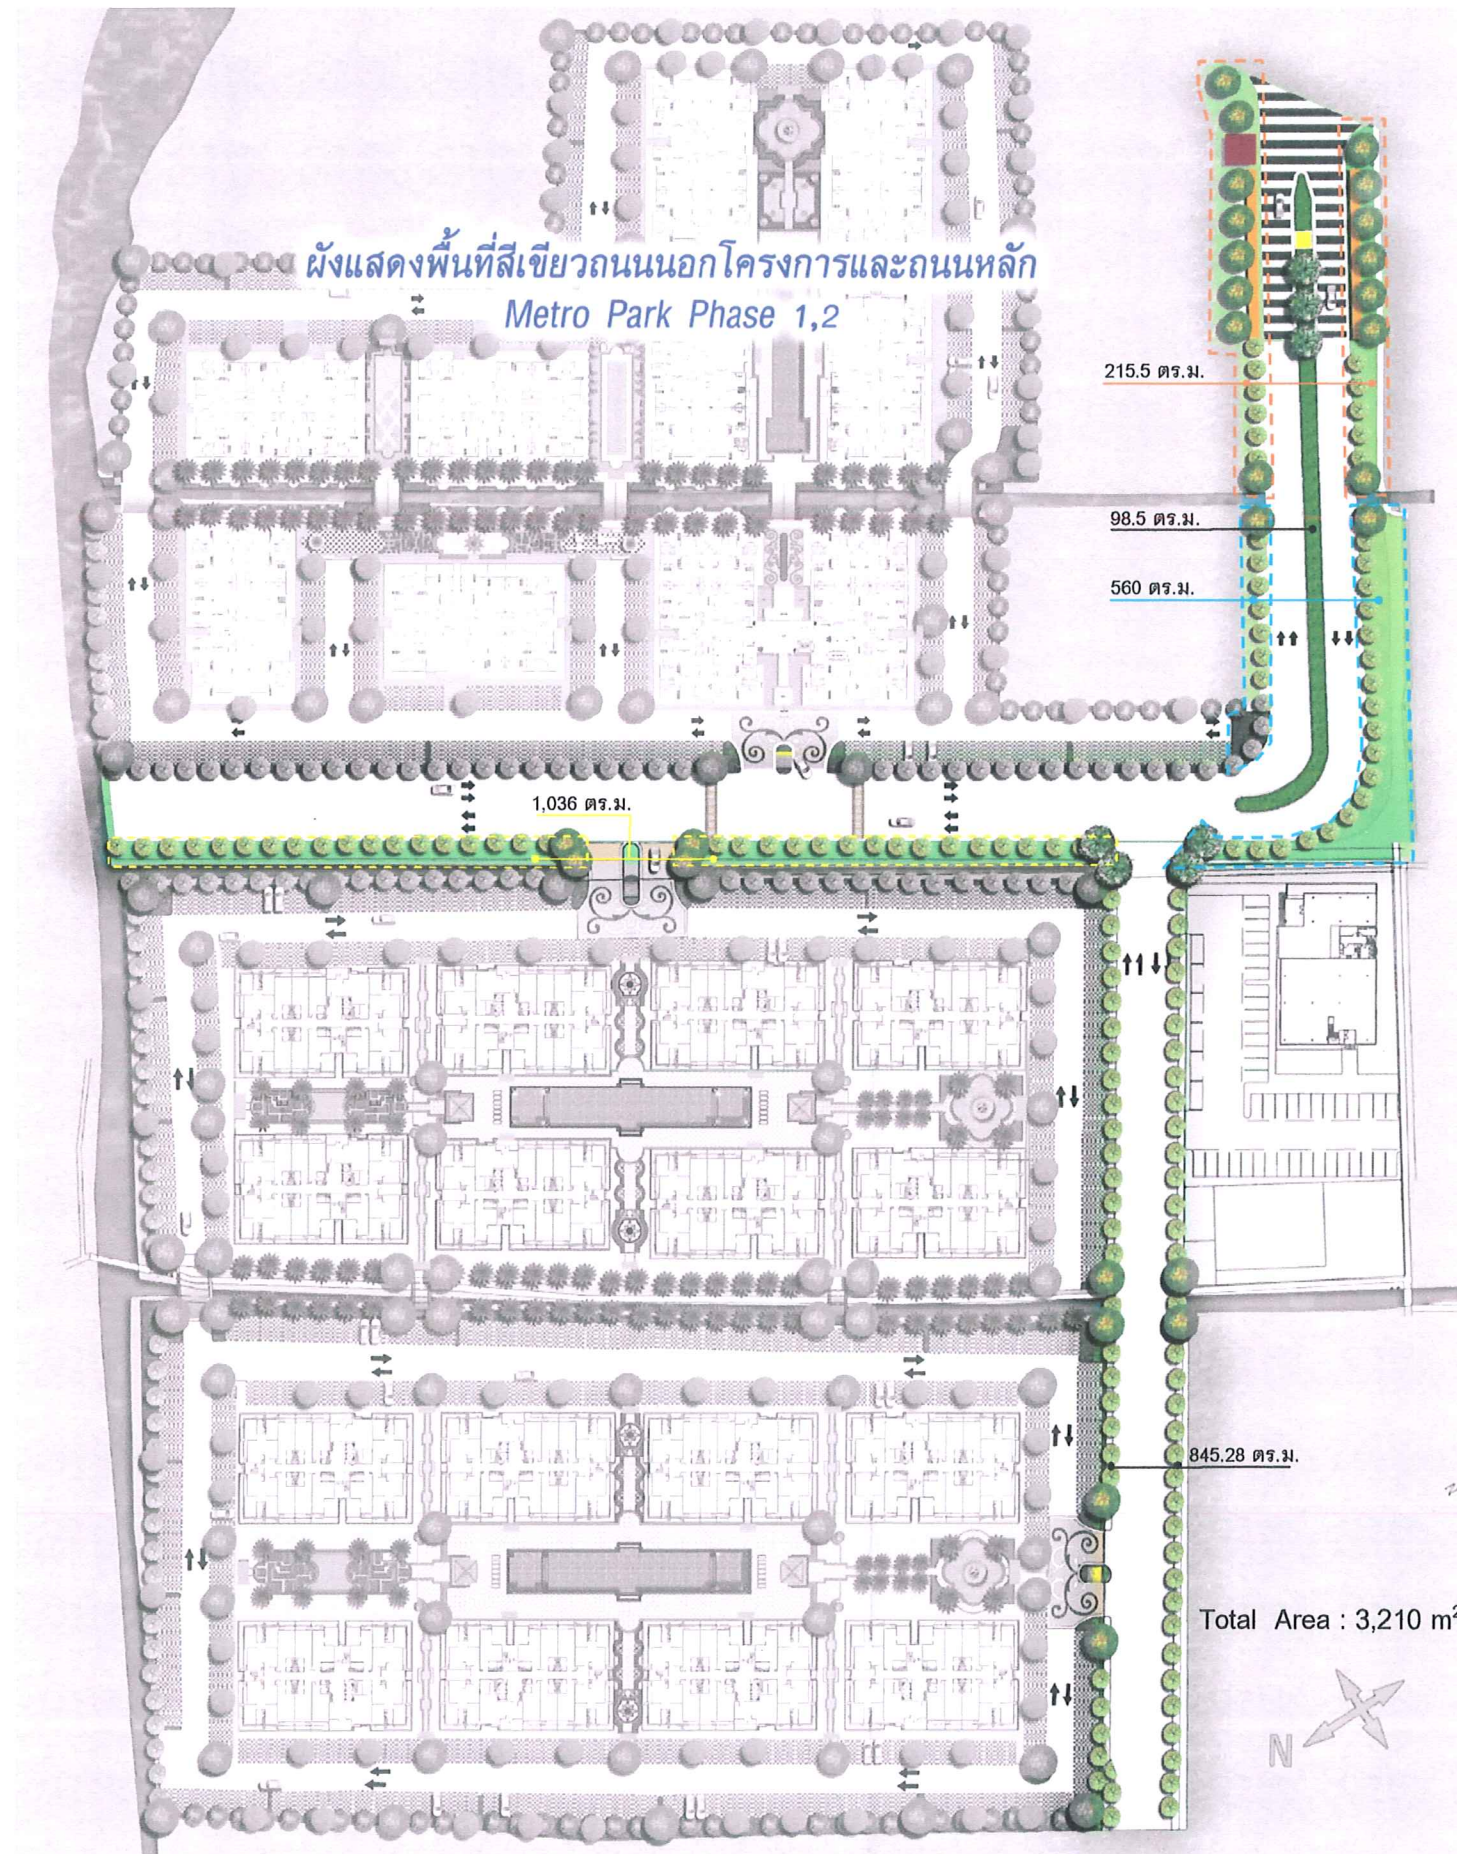 ผังแสดงพื้นที่สีเขียวถนนนอกโครงการและถนนหลัก
Metro Park Phase 1,2
215.5 ตร.ม.
98.5 ตร.ม.
560 ตร.ม.
1,036 ตร.ม.
845.28 ตร.ม.
Total Area : 3,210 m²
N